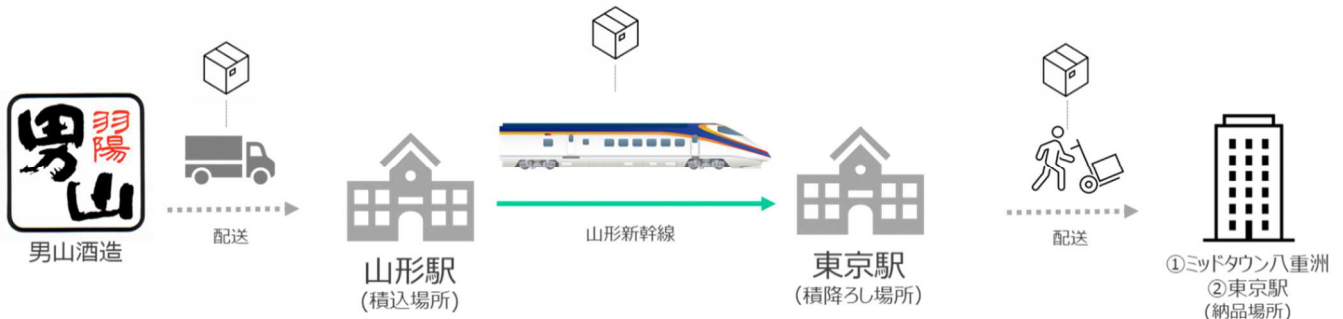 羽陽
男山
男山酒造
配送
山形駅
(積込場所)
山形新幹線
東京駅
(積降ろし場所)
配送
①ミッドタウン八重洲
②東京駅
(納品場所)